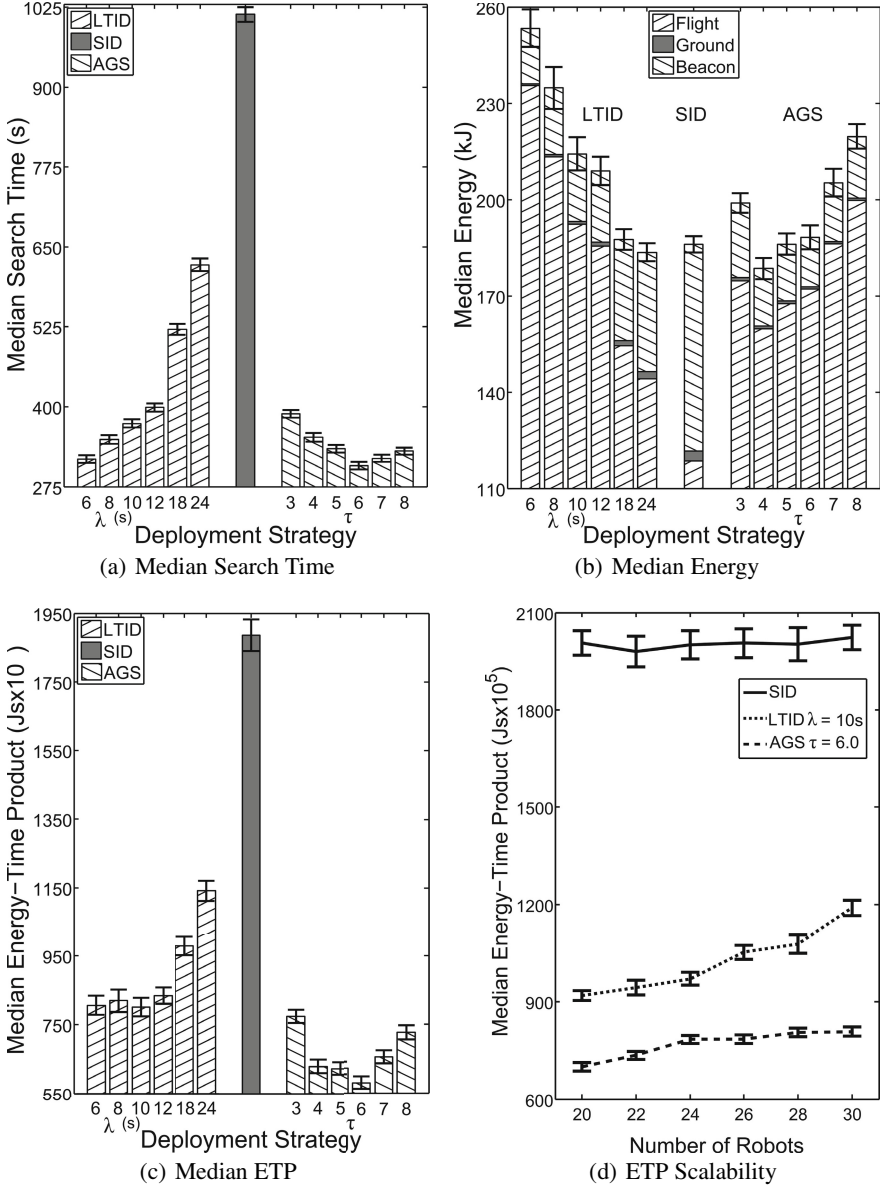 1025
900
775
650
525
400
275
Median Search Time (s)
LTID
SID
AGS
6 8 10 12 18 24 3 4 5 6 7 8
λ (s) τ
Deployment Strategy
(a) Median Search Time
260
230
200
170
140
110
Median Energy (kJ)
Flight
Ground
Beacon
LTID SID AGS
6 8 10 12 18 24 3 4 5 6 7 8
λ (s) τ
Deployment Strategy
(b) Median Energy
1950
1750
1550
1350
1150
950
750
550
Median Energy−Time Product (Jsx10 )
LTID
SID
AGS
6 8 10 12 18 24 3 4 5 6 7 8
λ (s) τ
Deployment Strategy
(c) Median ETP
2100
1800
1500
1200
900
600
Median Energy−Time Product (Jsx10⁵)
SID
LTID λ = 10s
AGS τ = 6.0
20 22 24 26 28 30
Number of Robots
(d) ETP Scalability